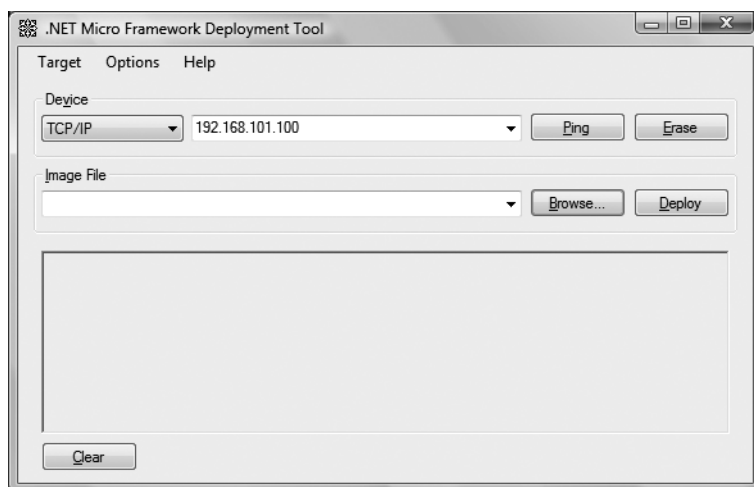 .NET Micro Framework Deployment Tool
Target Options Help
Device
TCP/IP 192.168.101.100 Ping Erase
Image File
Browse... Deploy
Clear